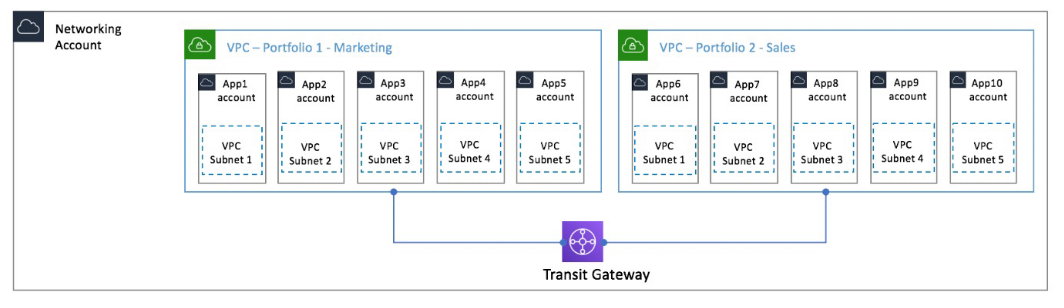 Networking
Account
VPC – Portfolio 1 - Marketing
App1
account
App2
account
App3
account
App4
account
App5
account
VPC
Subnet 1
VPC
Subnet 2
VPC
Subnet 3
VPC
Subnet 4
VPC
Subnet 5
VPC – Portfolio 2 - Sales
App6
account
App7
account
App8
account
App9
account
App10
account
VPC
Subnet 1
VPC
Subnet 2
VPC
Subnet 3
VPC
Subnet 4
VPC
Subnet 5
Transit Gateway